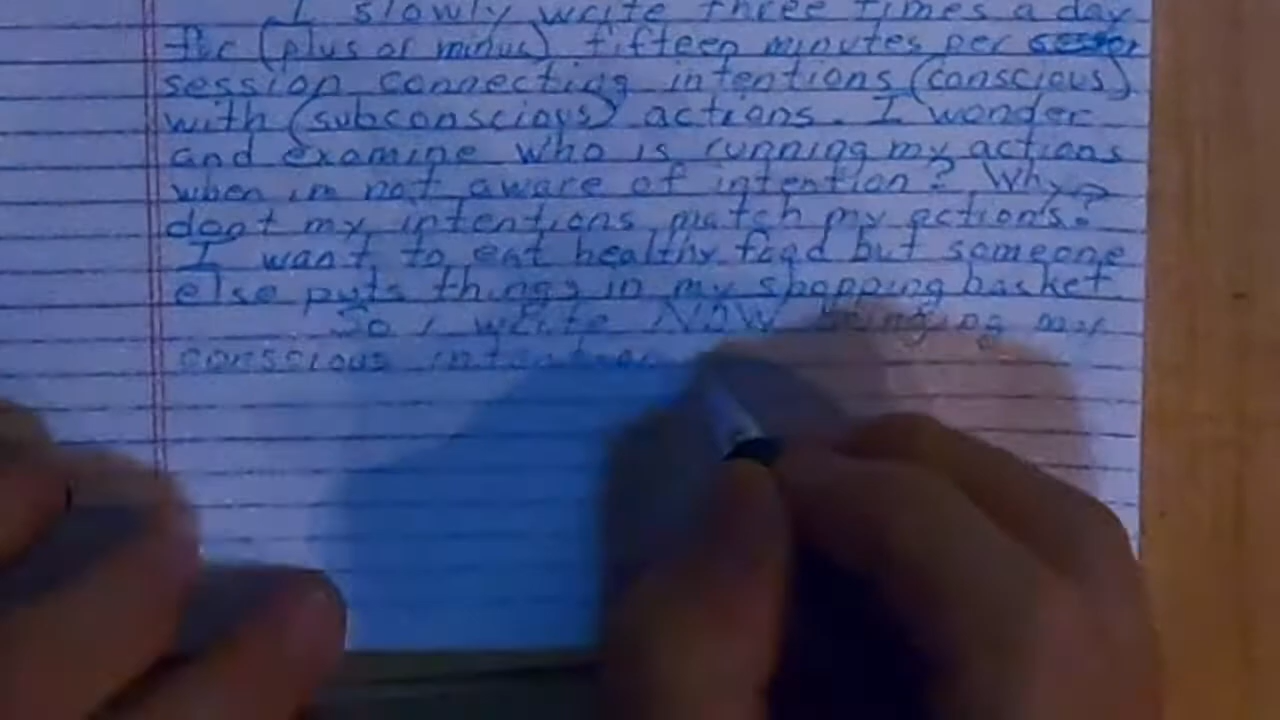 I slowly write three times a day
for (plus or minus) fifteen minutes per
session connecting intentions (conscious)
with (subconscious) actions. I wonder
and examine who is running my actions
when im not aware of intention? Why
dont my intentions match my actions?
I want to eat healthy food but someone
else puts things in my shopping basket.
So I write NOW bringing my
conscious intention